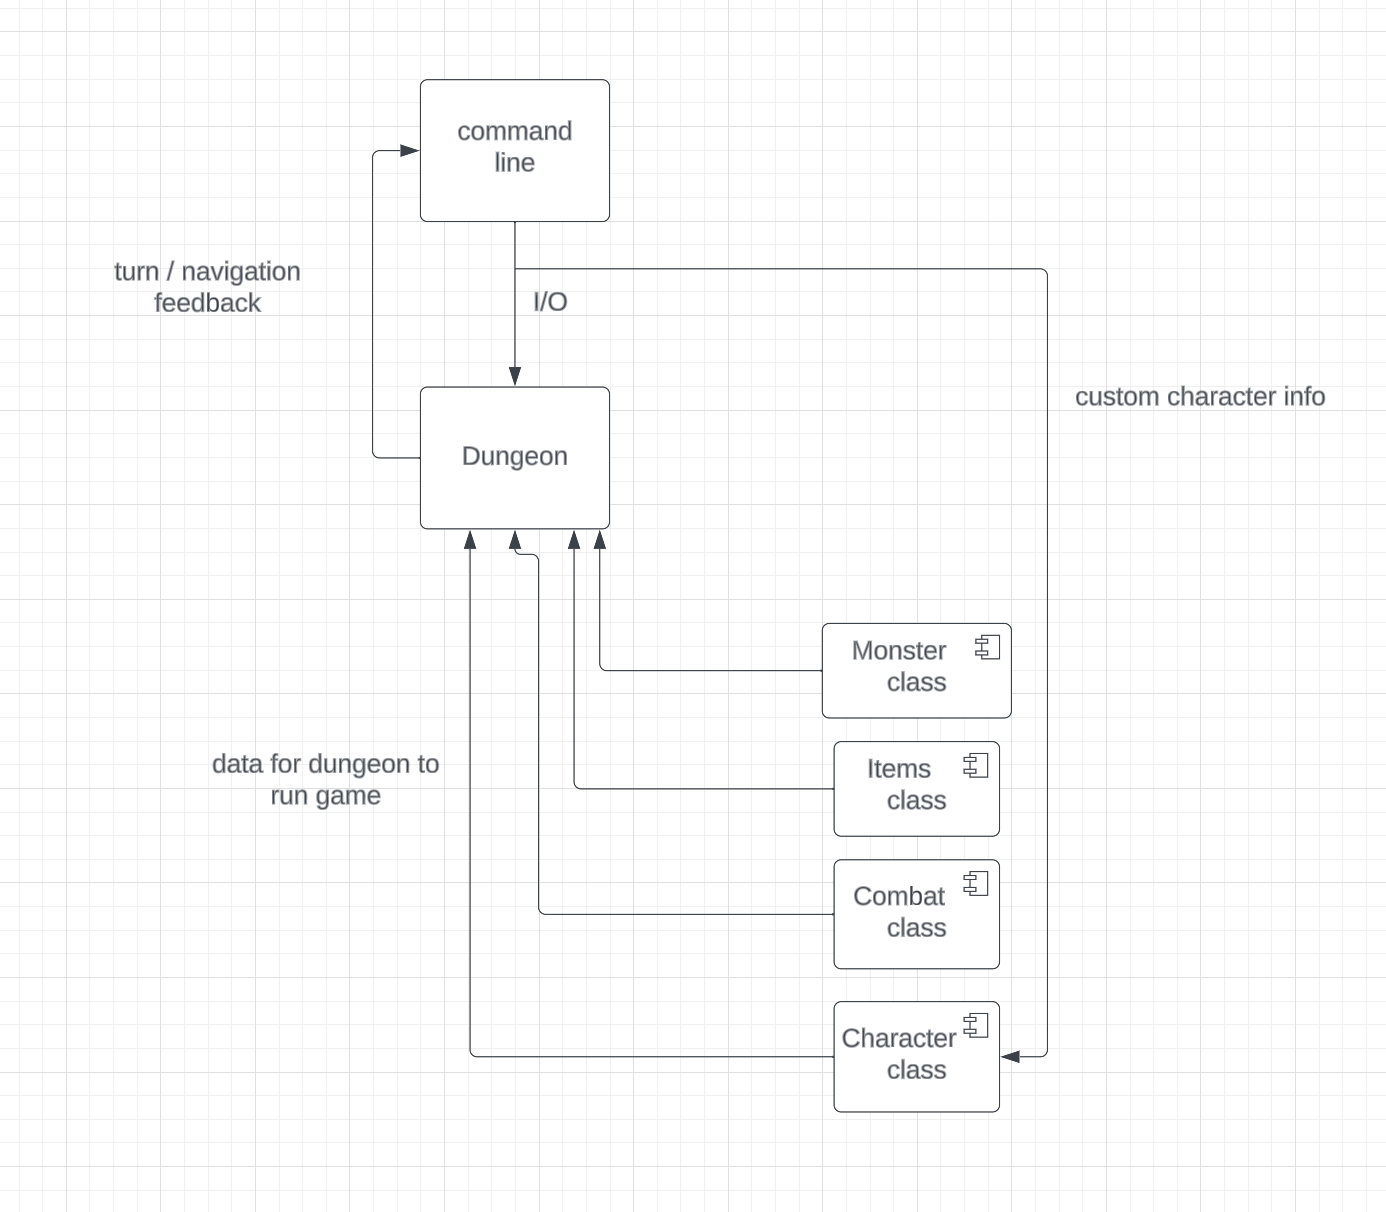 command
line
turn / navigation
feedback
I/O
custom character info
Dungeon
Monster
class
data for dungeon to
run game
Items
class
Combat
class
Character
class